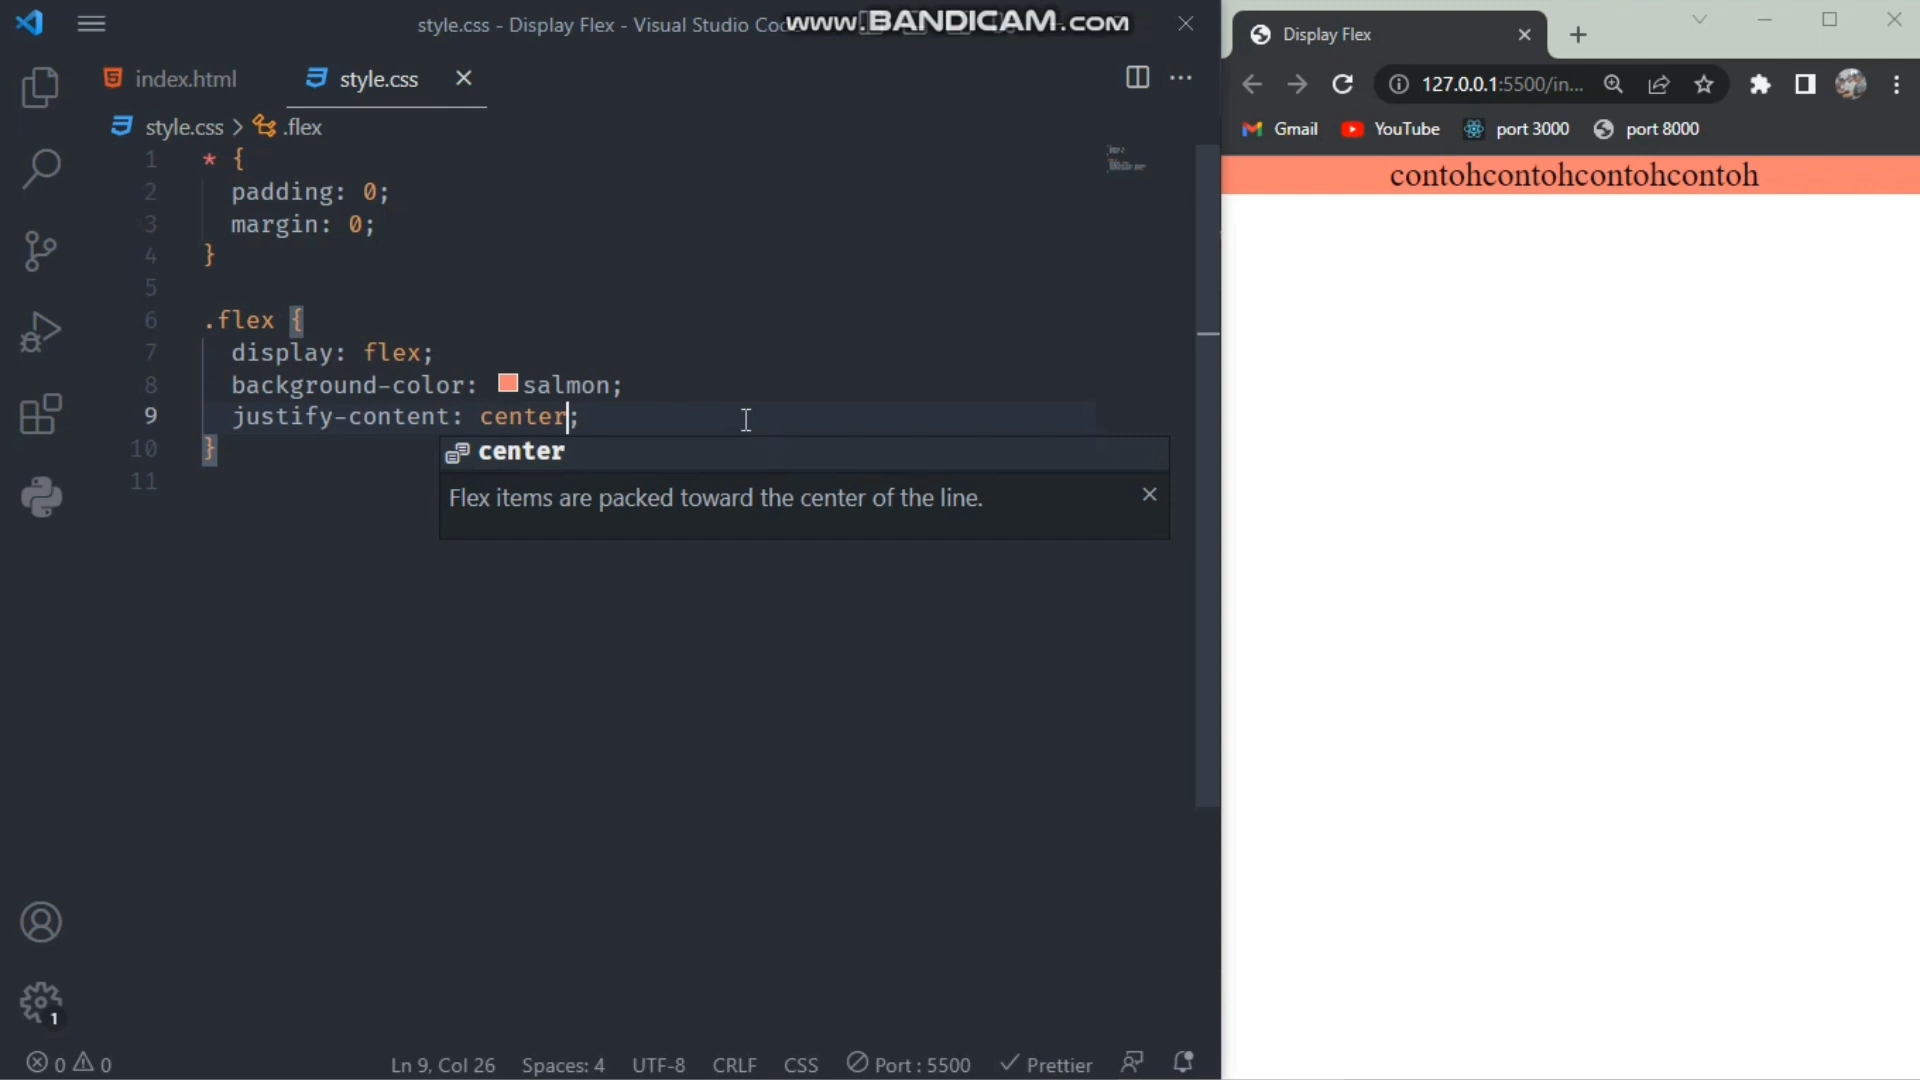 style.css - Display Flex - Visual Studio Co
www.BANDICAM.com
index.html
style.css
style.css > .flex
1 * {
2 padding: 0;
3 margin: 0;
4 }
5
6 .flex {
7 display: flex;
8 background-color: salmon;
9 justify-content: center;
10 }
11
center
Flex items are packed toward the center of the line.
1
0 0
Ln 9, Col 26
Spaces: 4
UTF-8
CRLF
CSS
Port : 5500
Prettier
Display Flex
127.0.0.1:5500/in...
Gmail
YouTube
port 3000
port 8000
contohcontohcontohcontoh